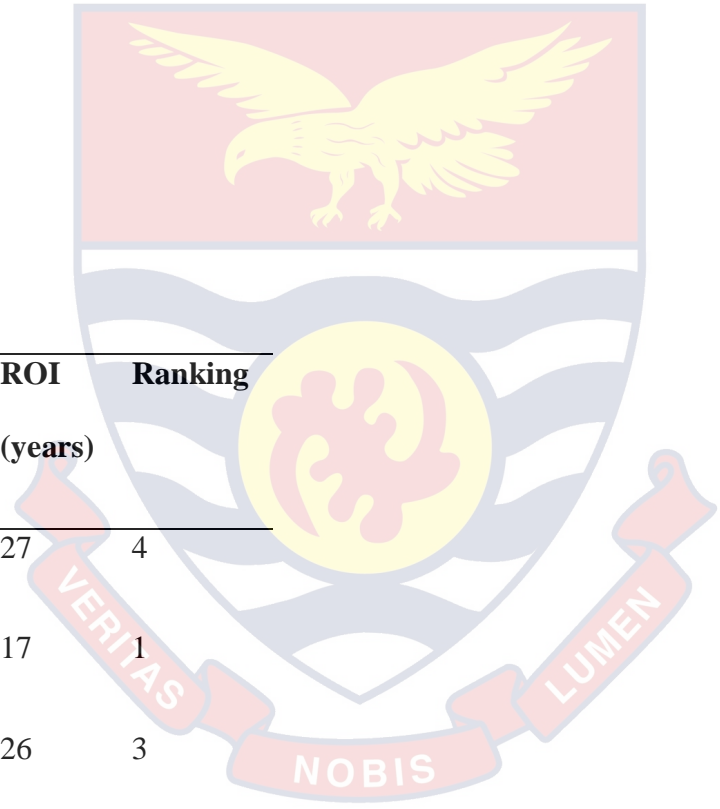 ROI Ranking
(years)
27 4
17 1
26 3
VERITAS
NOBIS
LUMEN